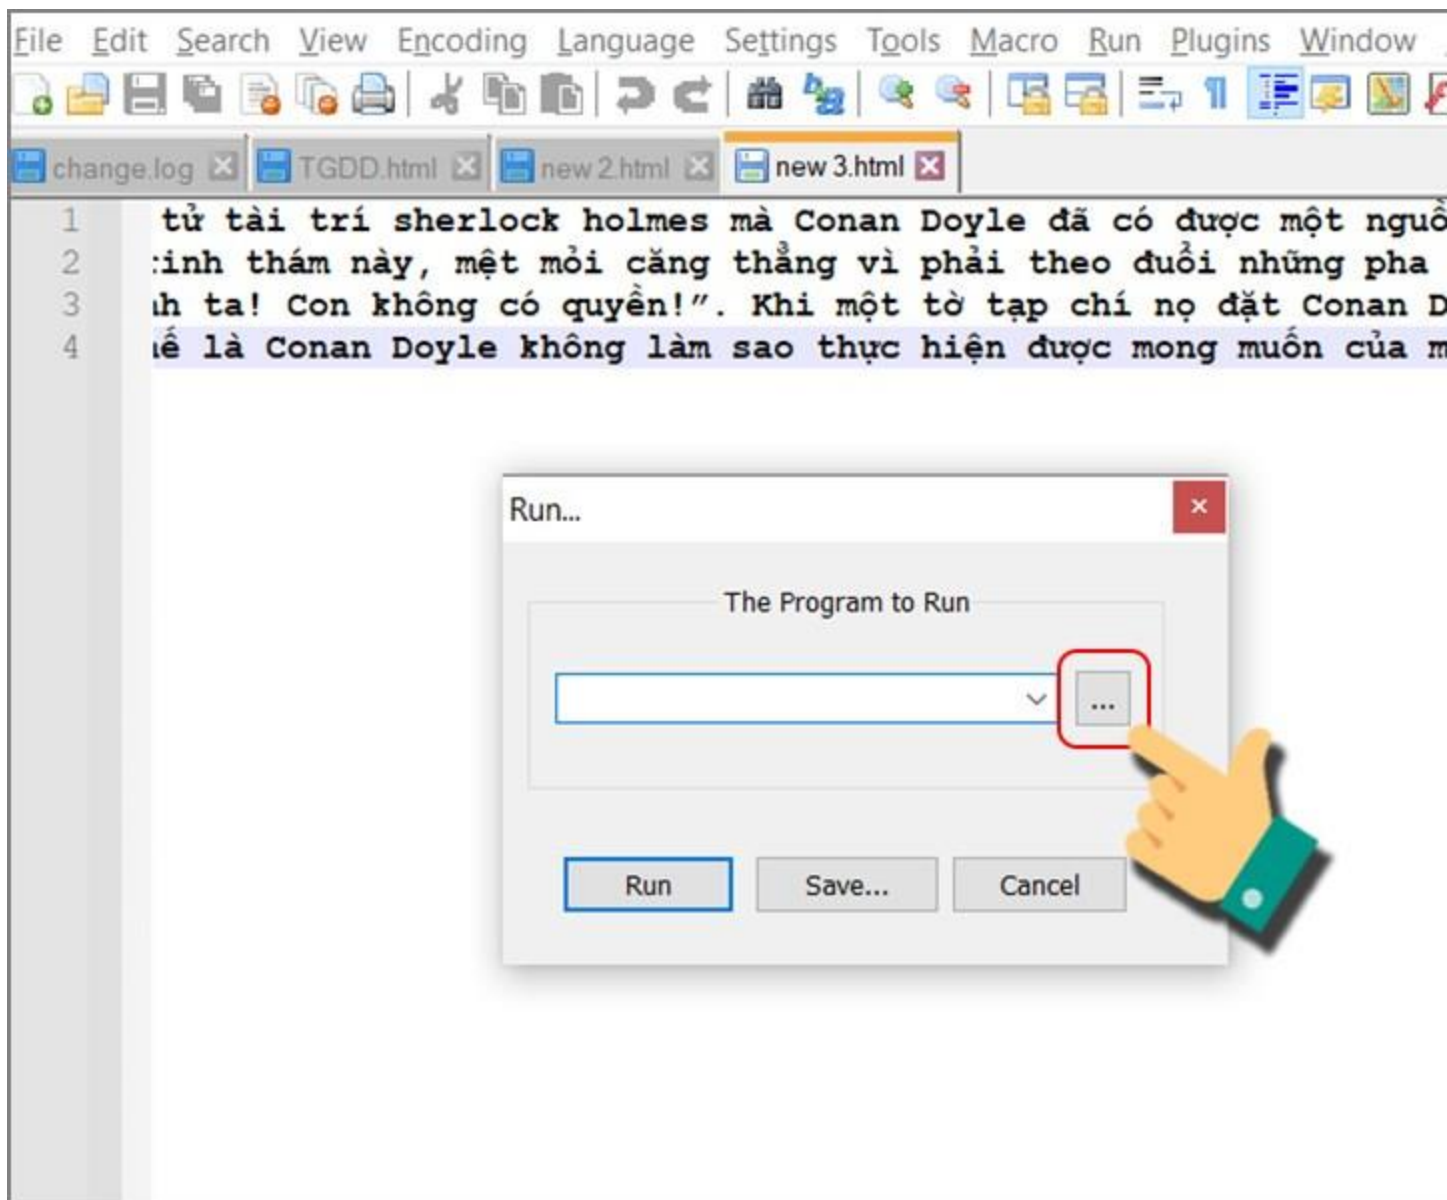 File Edit Search View Encoding Language Settings Tools Macro Run Plugins Window
change.log TGDD.html new 2.html new 3.html
1 tử tài trí sherlock holmes mà Conan Doyle đã có được một
2 thám này, mệt mỏi căng thẳng vì phải theo đuổi những pha
3 ta! Con không có quyền!”. Khi một tờ tạp chí nọ đặt Conan
4 là Conan Doyle không làm sao thực hiện được mong muốn của
Run...
The Program to Run
...
Run Save... Cancel